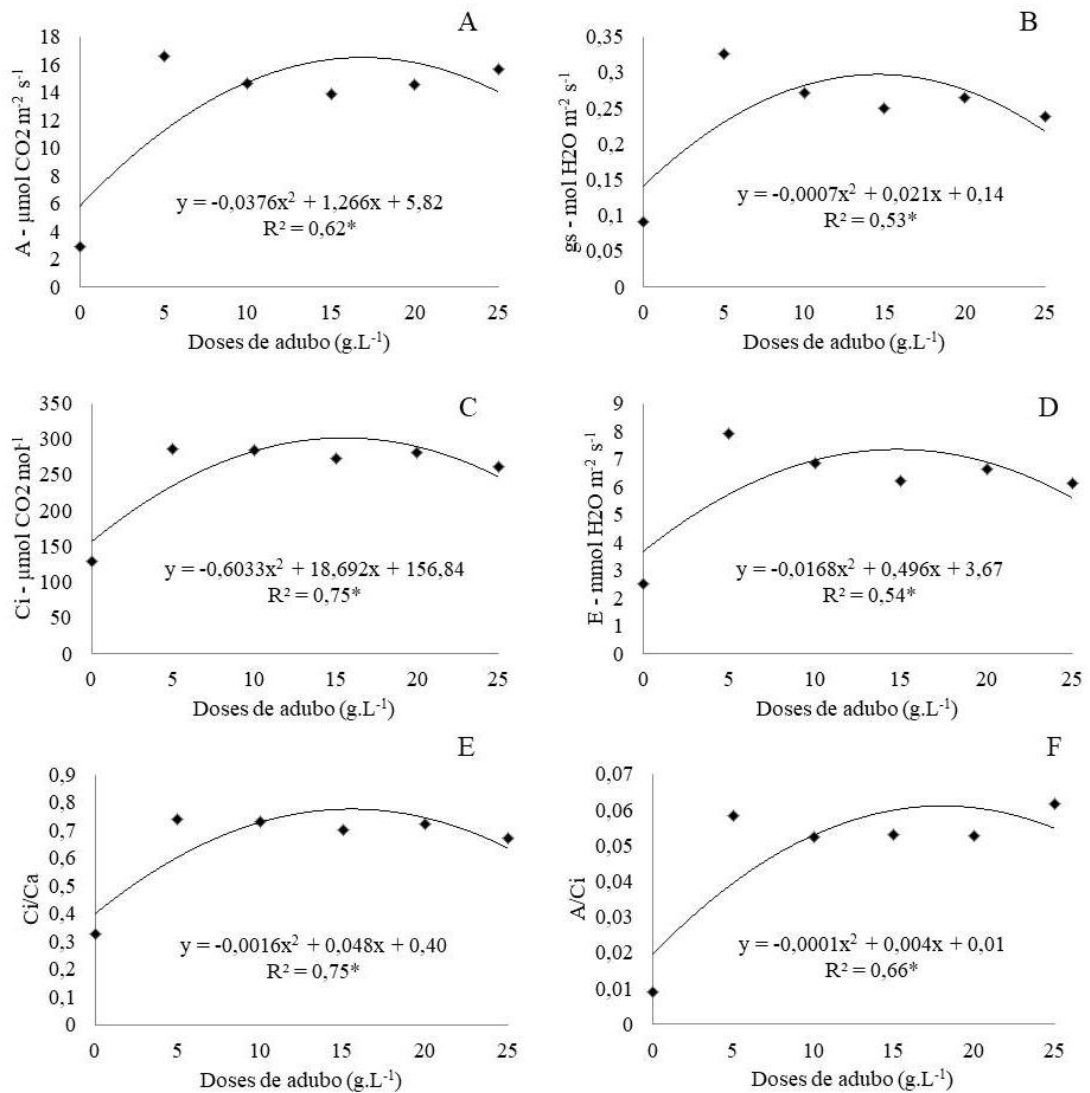 A
A - µmol CO2 m⁻² s⁻¹
18
16
14
12
10
8
6
4
2
0
y = -0,0376x² + 1,266x + 5,82
R² = 0,62*
0 5 10 15 20 25
Doses de adubo (g.L⁻¹)
B
gs - mol H2O m⁻² s⁻¹
0,35
0,3
0,25
0,2
0,15
0,1
0,05
0
y = -0,0007x² + 0,021x + 0,14
R² = 0,53*
0 5 10 15 20 25
Doses de adubo (g.L⁻¹)
C
Ci - µmol CO2 mol⁻¹
350
300
250
200
150
100
50
0
y = -0,6033x² + 18,692x + 156,84
R² = 0,75*
0 5 10 15 20 25
Doses de adubo (g.L⁻¹)
D
E - mmol H2O m⁻² s⁻¹
9
8
7
6
5
4
3
2
1
0
y = -0,0168x² + 0,496x + 3,67
R² = 0,54*
0 5 10 15 20 25
Doses de adubo (g.L⁻¹)
E
Ci/Ca
0,9
0,8
0,7
0,6
0,5
0,4
0,3
0,2
0,1
0
y = -0,0016x² + 0,048x + 0,40
R² = 0,75*
0 5 10 15 20 25
Doses de adubo (g.L⁻¹)
F
A/Ci
0,07
0,06
0,05
0,04
0,03
0,02
0,01
0
y = -0,0001x² + 0,004x + 0,01
R² = 0,66*
0 5 10 15 20 25
Doses de adubo (g.L⁻¹)